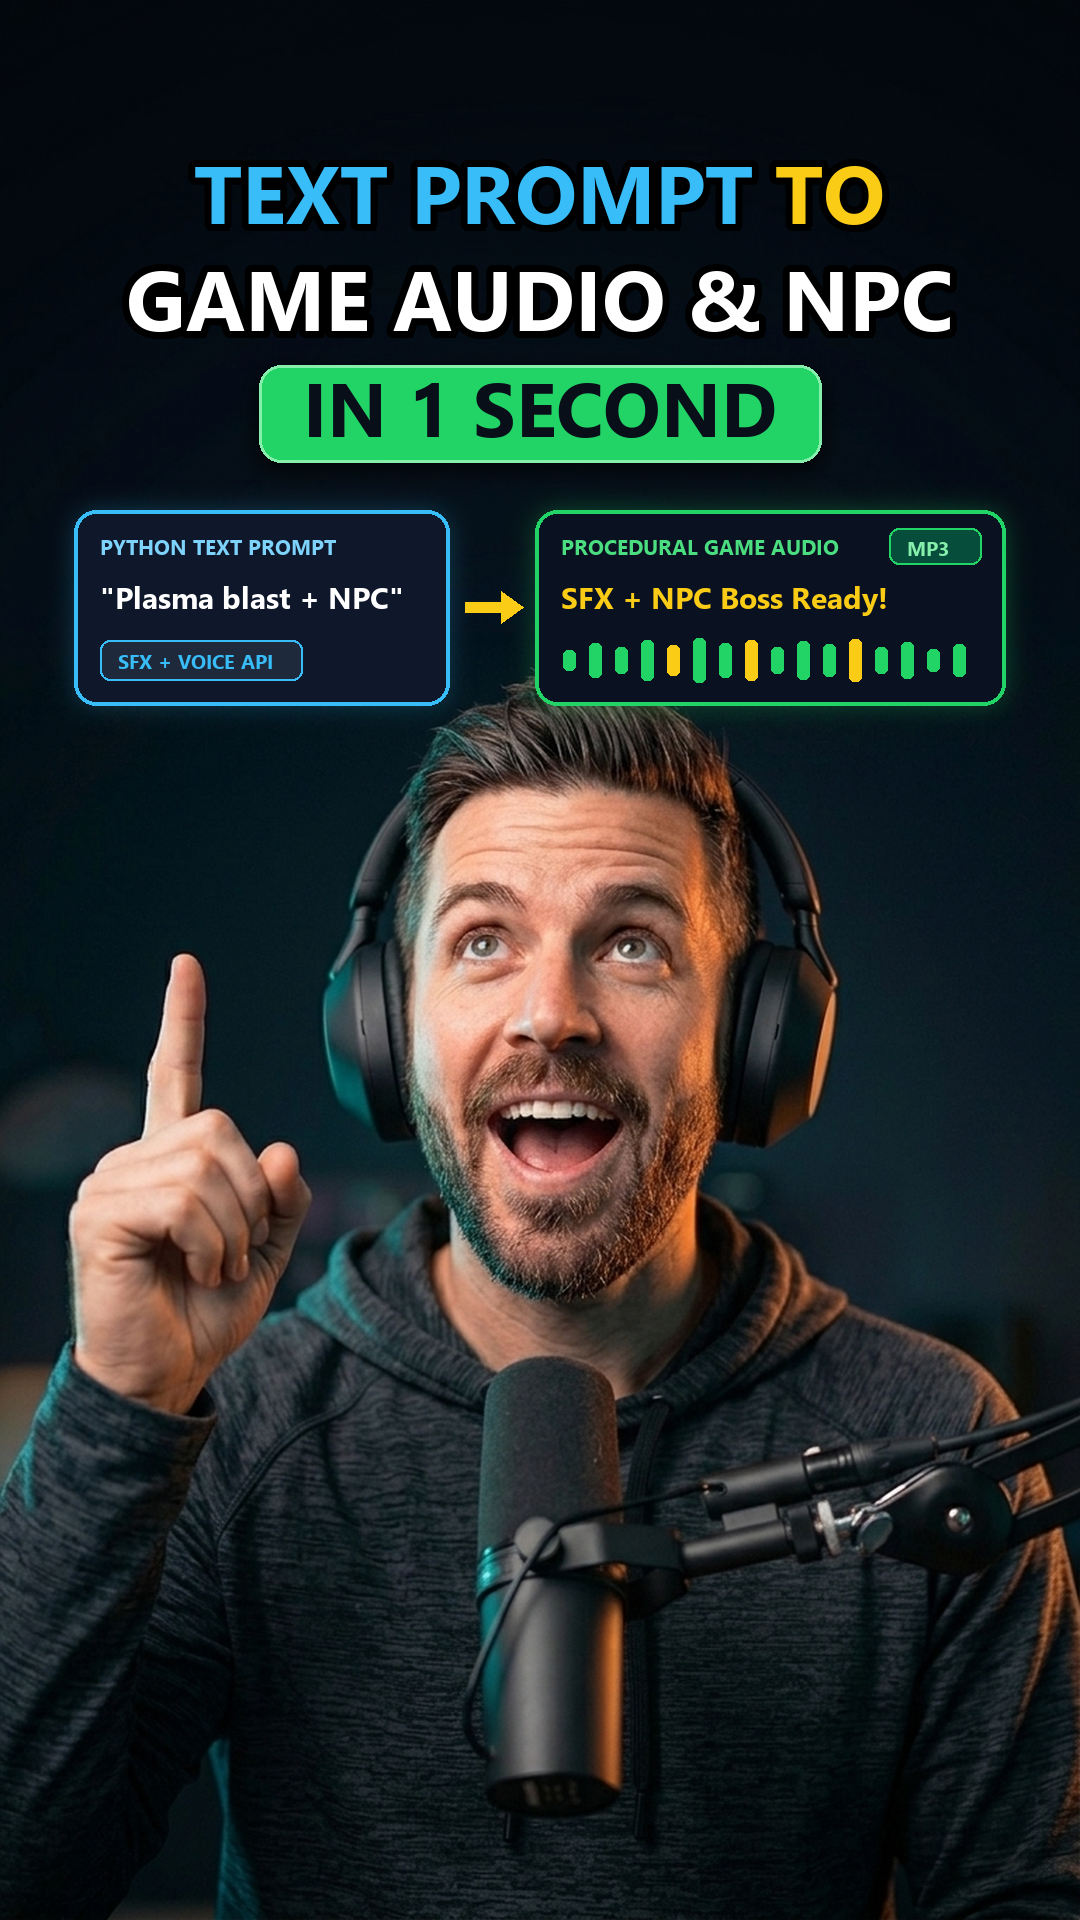 TEXT PROMPT TO
GAME AUDIO & NPC
IN 1 SECOND
PYTHON TEXT PROMPT
"Plasma blast + NPC"
SFX + VOICE API
PROCEDURAL GAME AUDIO
MP3
SFX + NPC Boss Ready!